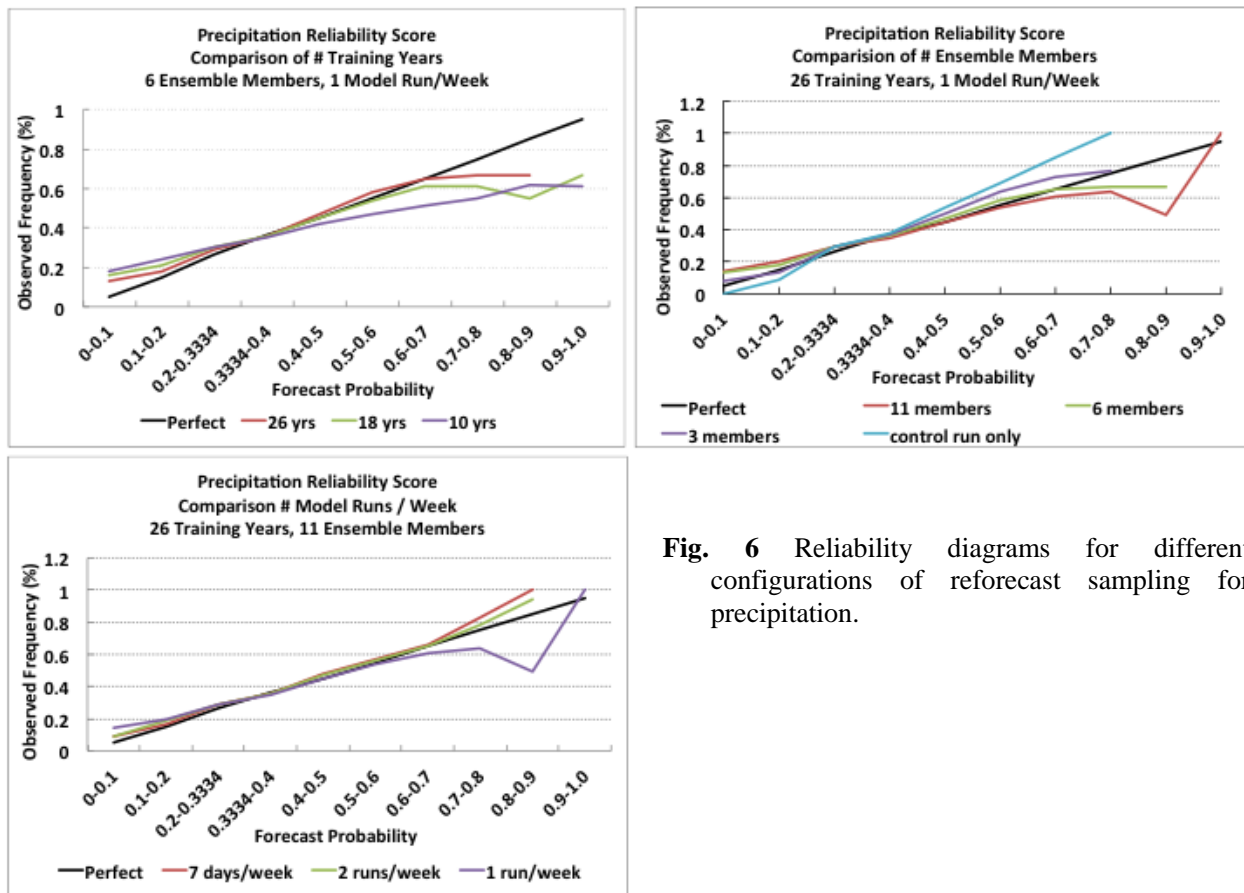 Precipitation Reliability Score
Comparison of # Training Years
6 Ensemble Members, 1 Model Run/Week
Observed Frequency (%)
1
0.8
0.6
0.4
0.2
0
0-0.1
0.1-0.2
0.2-0.3334
0.3334-0.4
0.4-0.5
0.5-0.6
0.6-0.7
0.7-0.8
0.8-0.9
0.9-1.0
Forecast Probability
Perfect 26 yrs 18 yrs 10 yrs
Precipitation Reliability Score
Comparision of # Ensemble Members
26 Training Years, 1 Model Run/Week
Observed Frequency (%)
1.2
1
0.8
0.6
0.4
0.2
0
0-0.1
0.1-0.2
0.2-0.3334
0.3334-0.4
0.4-0.5
0.5-0.6
0.6-0.7
0.7-0.8
0.8-0.9
0.9-1.0
Forecast Probability
Perfect 11 members 6 members
3 members control run only
Precipitation Reliability Score
Comparison # Model Runs / Week
26 Training Years, 11 Ensemble Members
Observed Frequency (%)
1.2
1
0.8
0.6
0.4
0.2
0
0-0.1
0.1-0.2
0.2-0.3334
0.3334-0.4
0.4-0.5
0.5-0.6
0.6-0.7
0.7-0.8
0.8-0.9
0.9-1.0
Forecast Probability
Perfect 7 days/week 2 runs/week 1 run/week
Fig. 6 Reliability diagrams for different
configurations of reforecast sampling for
precipitation.